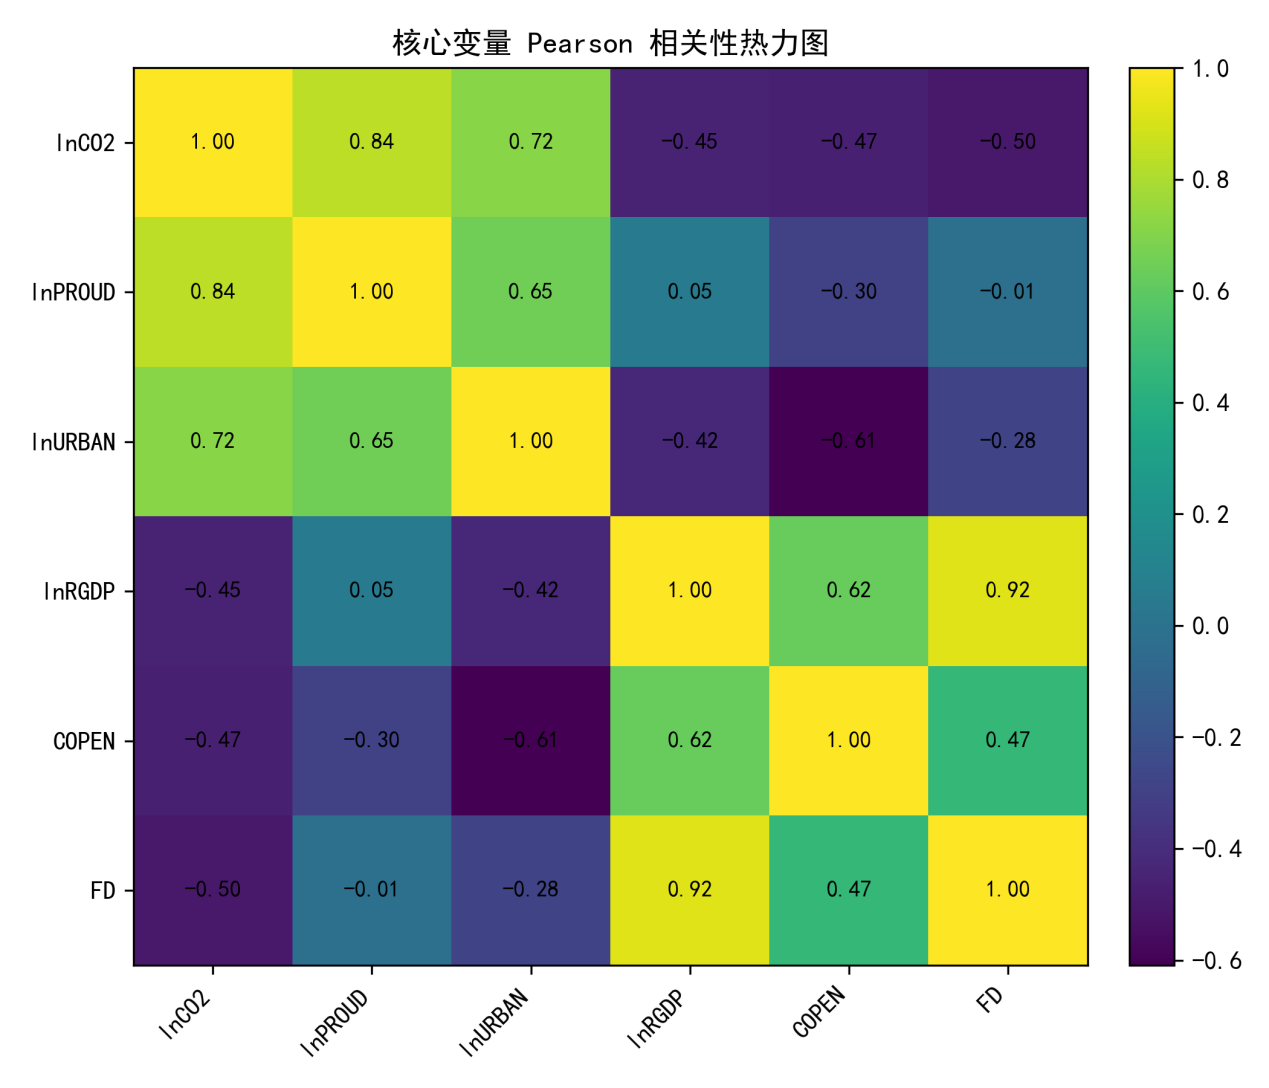 核心变量 Pearson 相关性热力图
lnCO2 1.00 0.84 0.72 -0.45 -0.47 -0.50
lnPROUD 0.84 1.00 0.65 0.05 -0.30 -0.01
lnURBAN 0.72 0.65 1.00 -0.42 -0.61 -0.28
lnRGDP -0.45 0.05 -0.42 1.00 0.62 0.92
COPEN -0.47 -0.30 -0.61 0.62 1.00 0.47
FD -0.50 -0.01 -0.28 0.92 0.47 1.00
lnCO2 lnPROUD lnURBAN lnRGDP COPEN FD
1.0
0.8
0.6
0.4
0.2
0.0
-0.2
-0.4
-0.6